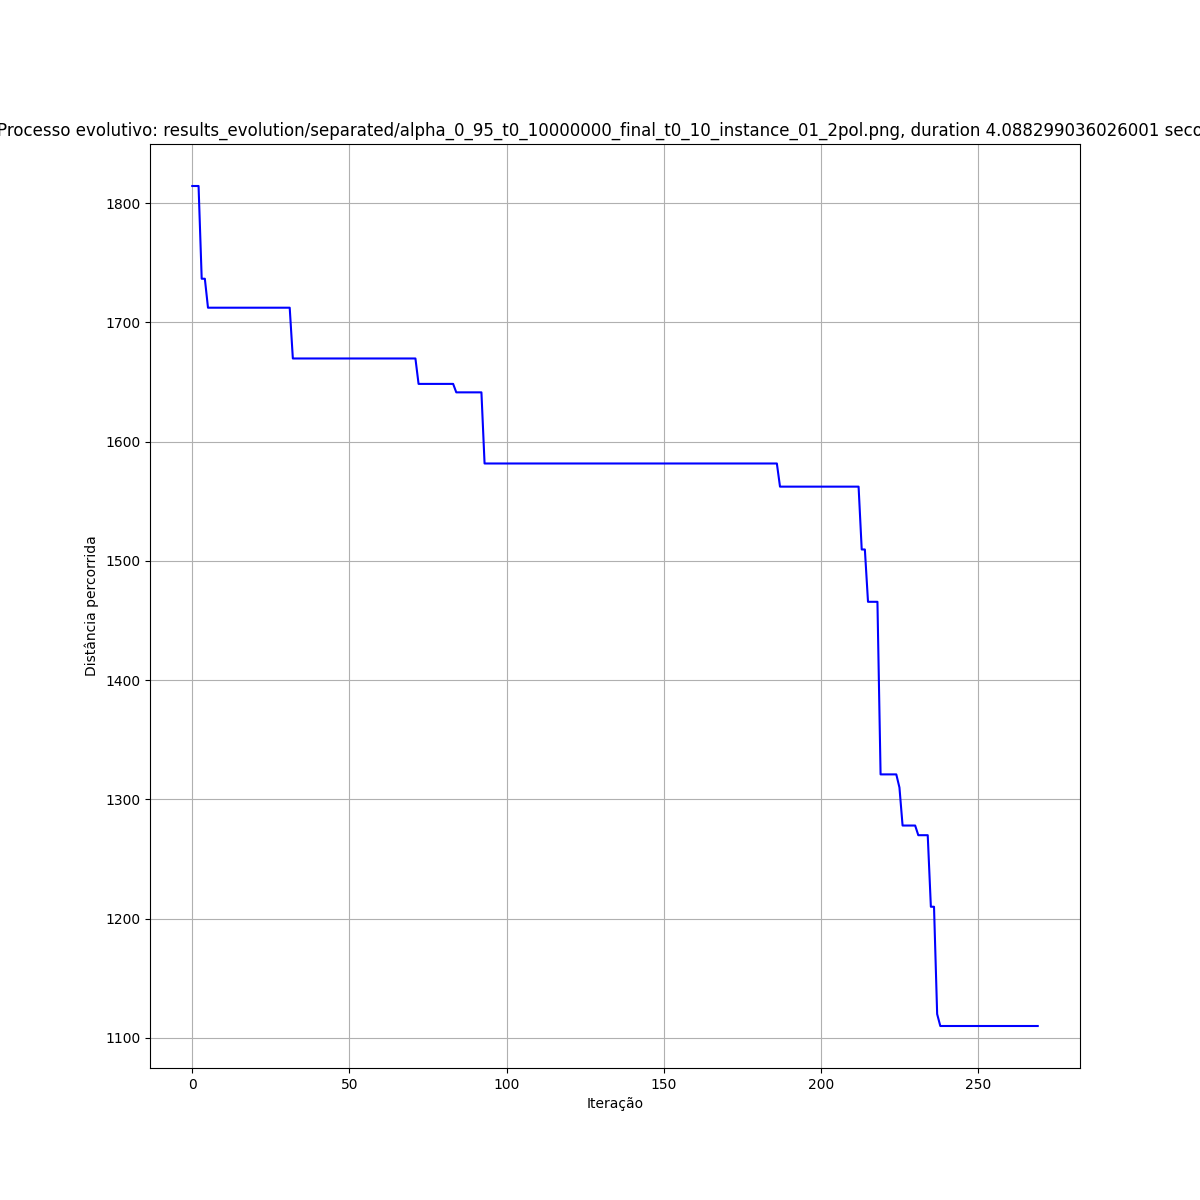 Processo evolutivo: results_evolution/separated/alpha_0_95_t0_10000000_final_t0_10_instance_01_2pol.png, duration 4.088299036026001 seco
1800
1700
1600
1500
1400
1300
1200
1100
Distância percorrida
0 50 100 150 200 250
Iteração